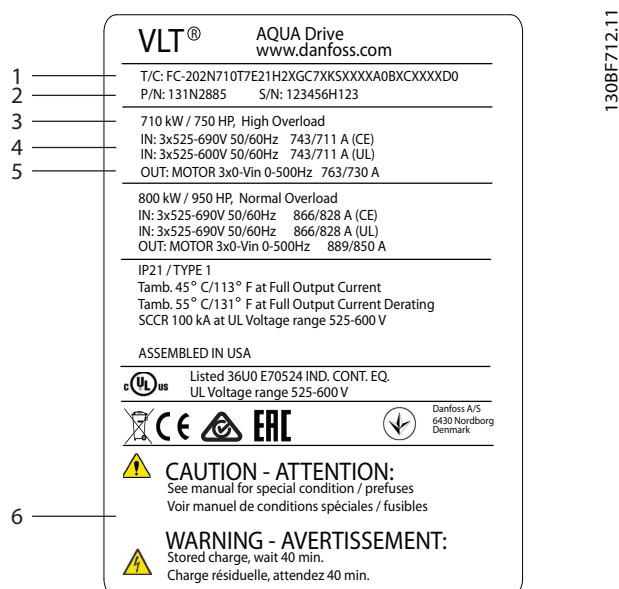 VLT® AQUA Drive
www.danfoss.com
1
T/C: FC-202N710T7E21H2XGC7XKSXXXXA0BXCXXXXD0
2
P/N: 131N2885 S/N: 123456H123
3
710 kW / 750 HP, High Overload
4
IN: 3x525-690V 50/60Hz 743/711 A (CE)
IN: 3x525-600V 50/60Hz 743/711 A (UL)
5
OUT: MOTOR 3x0-Vin 0-500Hz 763/730 A
800 kW / 950 HP, Normal Overload
IN: 3x525-690V 50/60Hz 866/828 A (CE)
IN: 3x525-690V 50/60Hz 866/828 A (UL)
OUT: MOTOR 3x0-Vin 0-500Hz 889/850 A
IP21 / TYPE 1
Tamb. 45° C/113° F at Full Output Current
Tamb. 55° C/131° F at Full Output Current Derating
SCCR 100 kA at UL Voltage range 525-600 V
ASSEMBLED IN USA
c UL us Listed 36U0 E70524 IND. CONT. EQ.
UL Voltage range 525-600 V
CE EAC
Danfoss A/S
6430 Nordborg
Denmark
CAUTION - ATTENTION:
See manual for special condition / prefuses
Voir manuel de conditions spéciales / fusibles
6
WARNING - AVERTISSEMENT:
Stored charge, wait 40 min.
Charge résiduelle, attendez 40 min.
130BF712.11